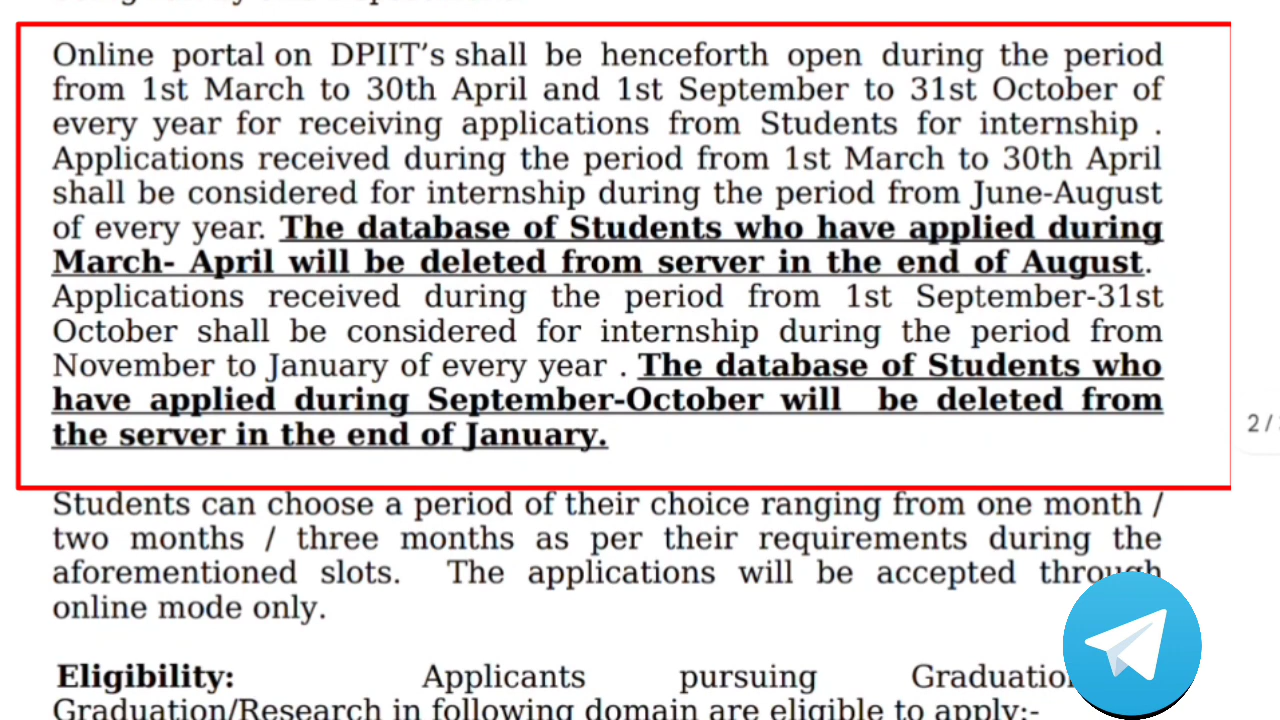 Online portal on DPIIT’s shall be henceforth open during the period
from 1st March to 30th April and 1st September to 31st October of
every year for receiving applications from Students for internship .
Applications received during the period from 1st March to 30th April
shall be considered for internship during the period from June-August
of every year. The database of Students who have applied during
March- April will be deleted from server in the end of August.
Applications received during the period from 1st September-31st
October shall be considered for internship during the period from
November to January of every year . The database of Students who
have applied during September-October will be deleted from
the server in the end of January.
2 /
Students can choose a period of their choice ranging from one month /
two months / three months as per their requirements during the
aforementioned slots. The applications will be accepted through
online mode only.
Eligibility: Applicants pursuing
Graduation/Research in following domain are eligible to apply:-